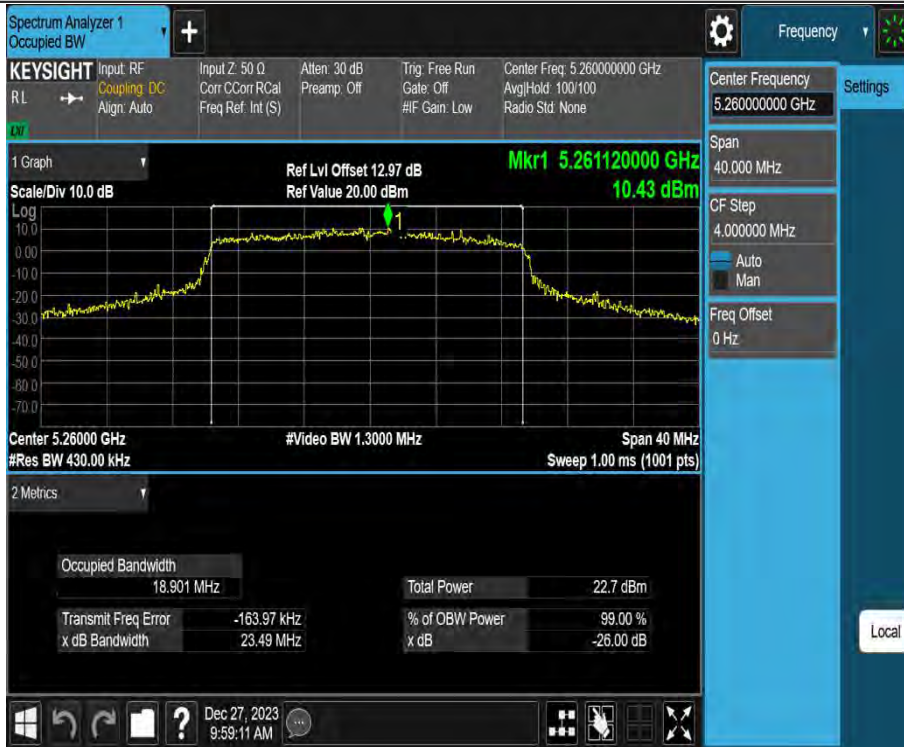 Spectrum Analyzer 1
Occupied BW
+
Frequency
KEYSIGHT
RL
LXI
Input: RF
Coupling: DC
Align: Auto
Input Z: 50 Ω
Corr CCorr RCal
Freq Ref: Int (S)
Atten: 30 dB
Preamp: Off
Trig: Free Run
Gate: Off
#IF Gain: Low
Center Freq: 5.260000000 GHz
Avg|Hold: 100/100
Radio Std: None
Center Frequency
5.260000000 GHz
Settings
Span
40.000 MHz
CF Step
4.000000 MHz
Auto
Man
Freq Offset
0 Hz
Local
1 Graph
Scale/Div 10.0 dB
Ref Lvl Offset 12.97 dB
Ref Value 20.00 dBm
Mkr1 5.261120000 GHz
10.43 dBm
Log
10.0
0.00
-10.0
-20.0
-30.0
-40.0
-50.0
-60.0
-70.0
1
Center 5.26000 GHz
#Res BW 430.00 kHz
#Video BW 1.3000 MHz
Span 40 MHz
Sweep 1.00 ms (1001 pts)
2 Metrics
Occupied Bandwidth
18.901 MHz
Total Power 22.7 dBm
Transmit Freq Error -163.97 kHz
% of OBW Power 99.00 %
x dB Bandwidth 23.49 MHz
x dB -26.00 dB
?
Dec 27, 2023
9:59:11 AM